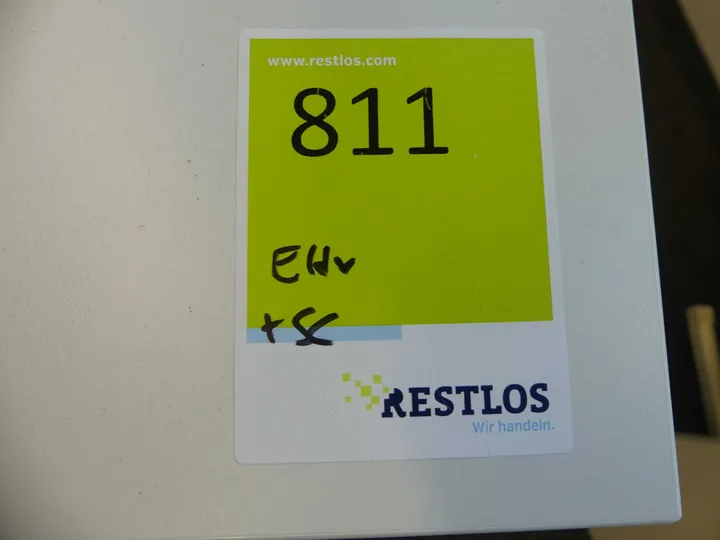 www.restlos.com
811
EHv
RESTLOS
Wir handeln.